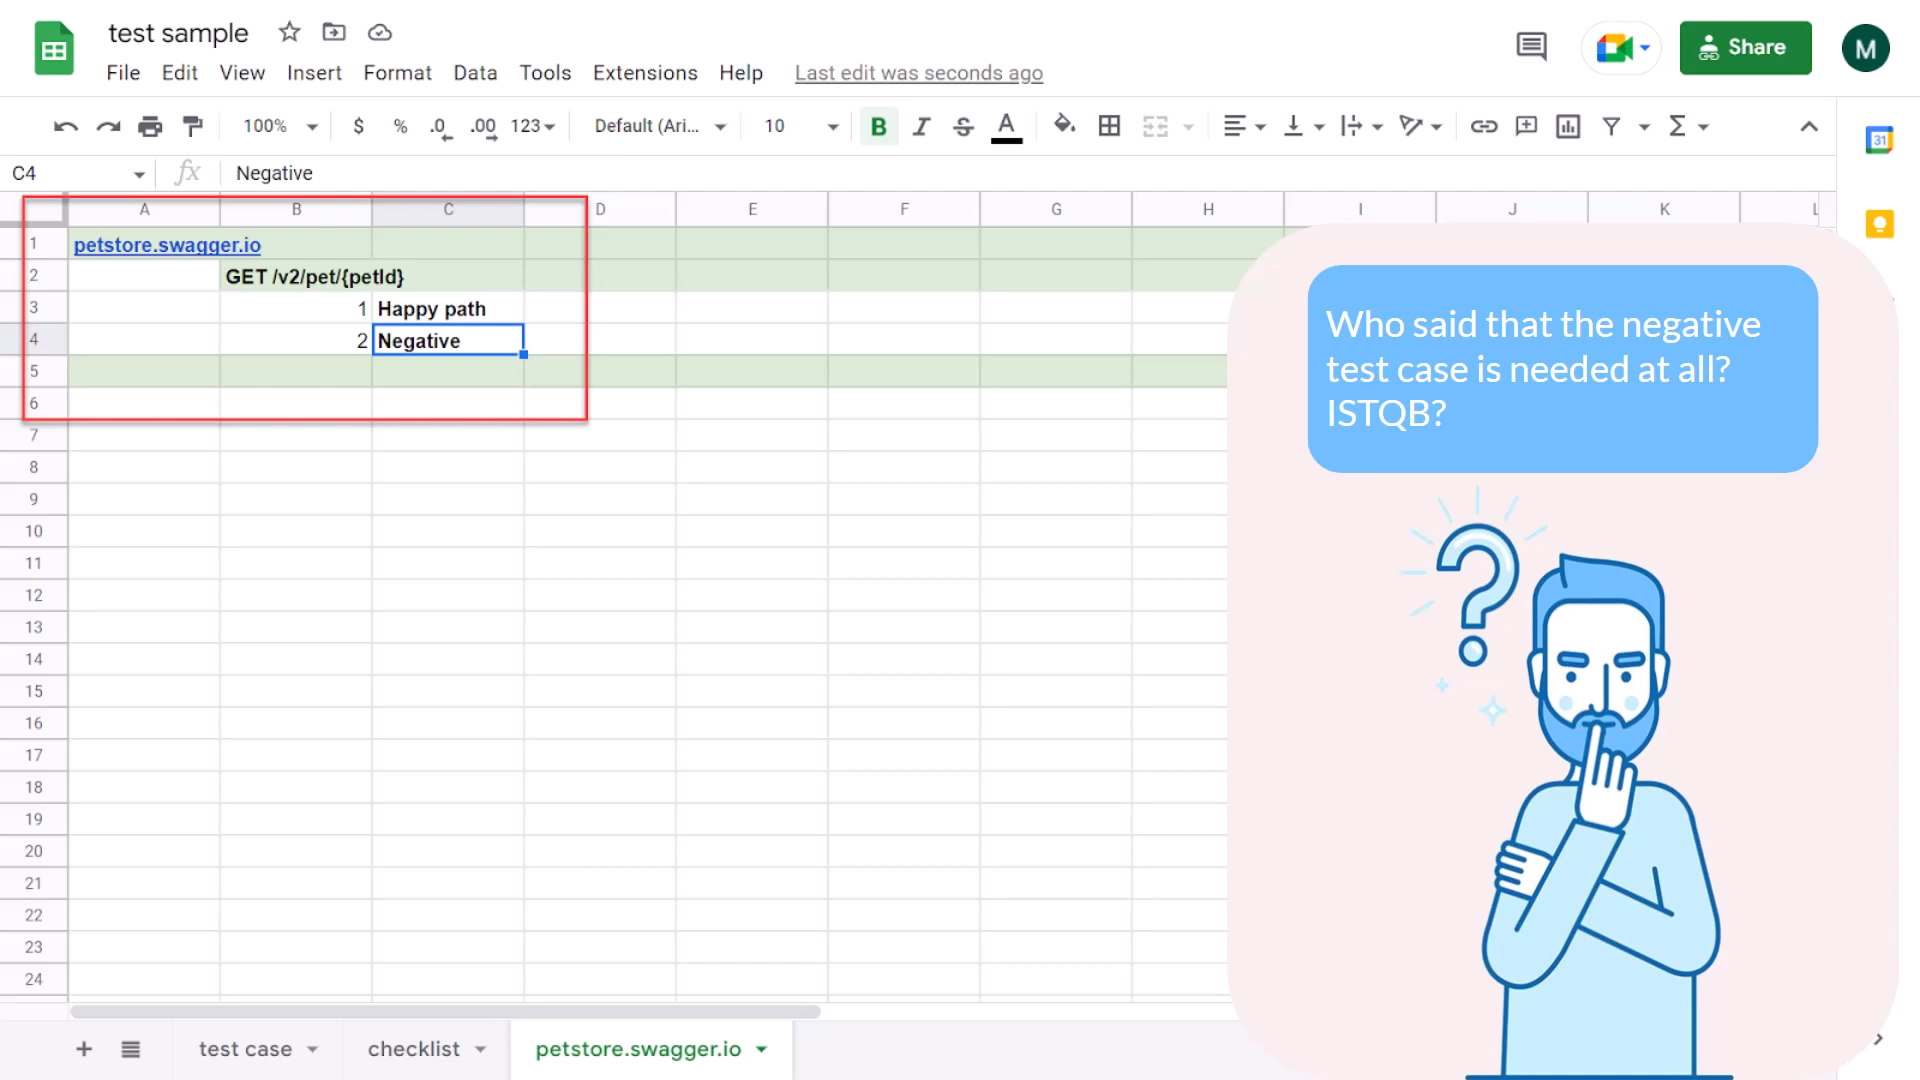 test sample
File Edit View Insert Format Data Tools Extensions Help Last edit was seconds ago
Share
M
100% $ % .0 .00 123 Default (Ari... 10 B I S A
31
C4 fx Negative
A B C D E F G H I J K L
1 petstore.swagger.io
2 GET /v2/pet/{petId}
3 1 Happy path
4 2 Negative
5
6
7
8
9
10
11
12
13
14
15
16
17
18
19
20
21
22
23
24
Who said that the negative
test case is needed at all?
ISTQB?
test case checklist petstore.swagger.io